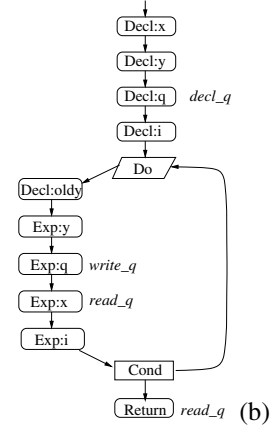 Decl:x
Decl:y
Decl:q decl_q
Decl:i
Do
Decl:oldy
Exp:y
Exp:q write_q
Exp:x read_q
Exp:i
Cond
Return read_q (b)